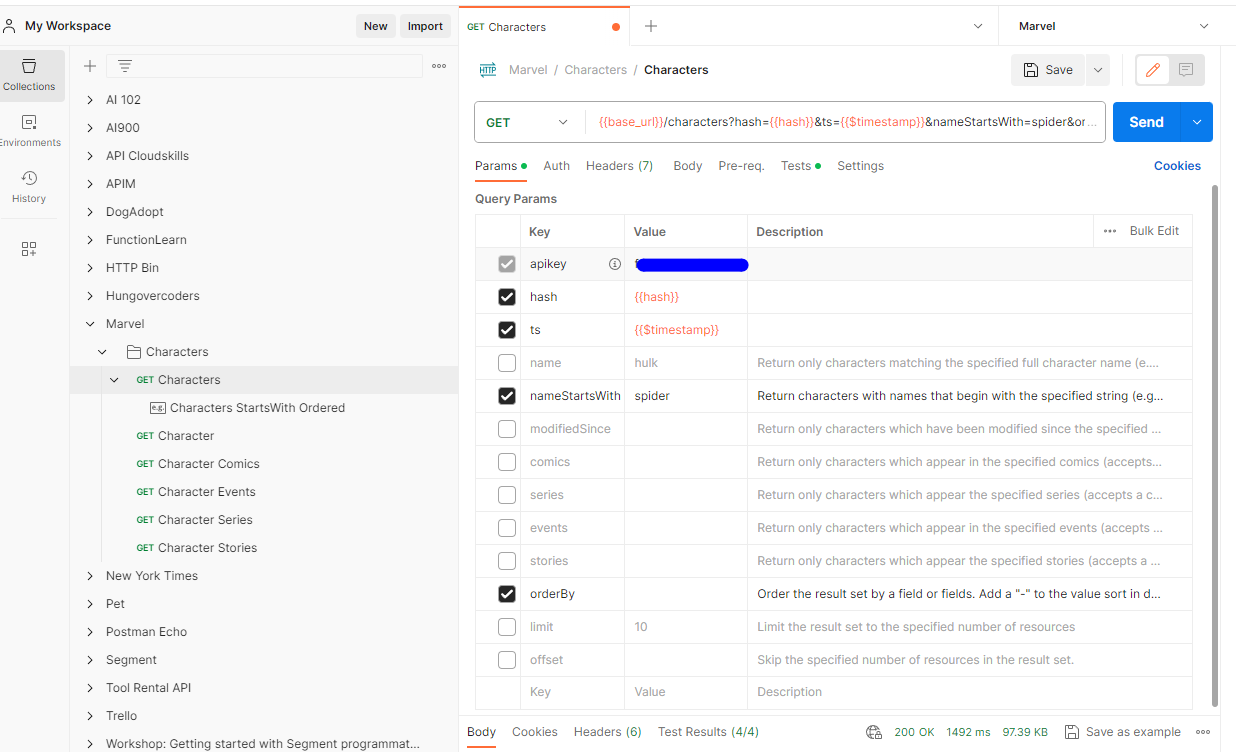 My Workspace
New
Import
GET Characters
Marvel
Collections
Environments
History
AI 102
AI900
API Cloudskills
APIM
DogAdopt
FunctionLearn
HTTP Bin
Hungovercoders
Marvel
Characters
GET Characters
e.g. Characters StartsWith Ordered
GET Character
GET Character Comics
GET Character Events
GET Character Series
GET Character Stories
New York Times
Pet
Postman Echo
Segment
Tool Rental API
Trello
Workshop: Getting started with Segment programmat...
HTTP Marvel / Characters / Characters
Save
GET
{{base_url}}/characters?hash={{hash}}&ts={{$timestamp}}&nameStartsWith=spider&or...
Send
Params Auth Headers (7) Body Pre-req. Tests Settings
Cookies
Query Params
Key Value Description Bulk Edit
apikey
hash {{hash}}
ts {{$timestamp}}
name hulk Return only characters matching the specified full character name (e....
nameStartsWith spider Return characters with names that begin with the specified string (e.g...
modifiedSince Return only characters which have been modified since the specified ...
comics Return only characters which appear in the specified comics (accepts...
series Return only characters which appear the specified series (accepts a c...
events Return only characters which appear in the specified events (accepts ...
stories Return only characters which appear the specified stories (accepts a ...
orderBy Order the result set by a field or fields. Add a "-" to the value sort in d...
limit 10 Limit the result set to the specified number of resources
offset Skip the specified number of resources in the result set.
Key Value Description
Body Cookies Headers (6) Test Results (4/4)
200 OK 1492 ms 97.39 KB Save as example